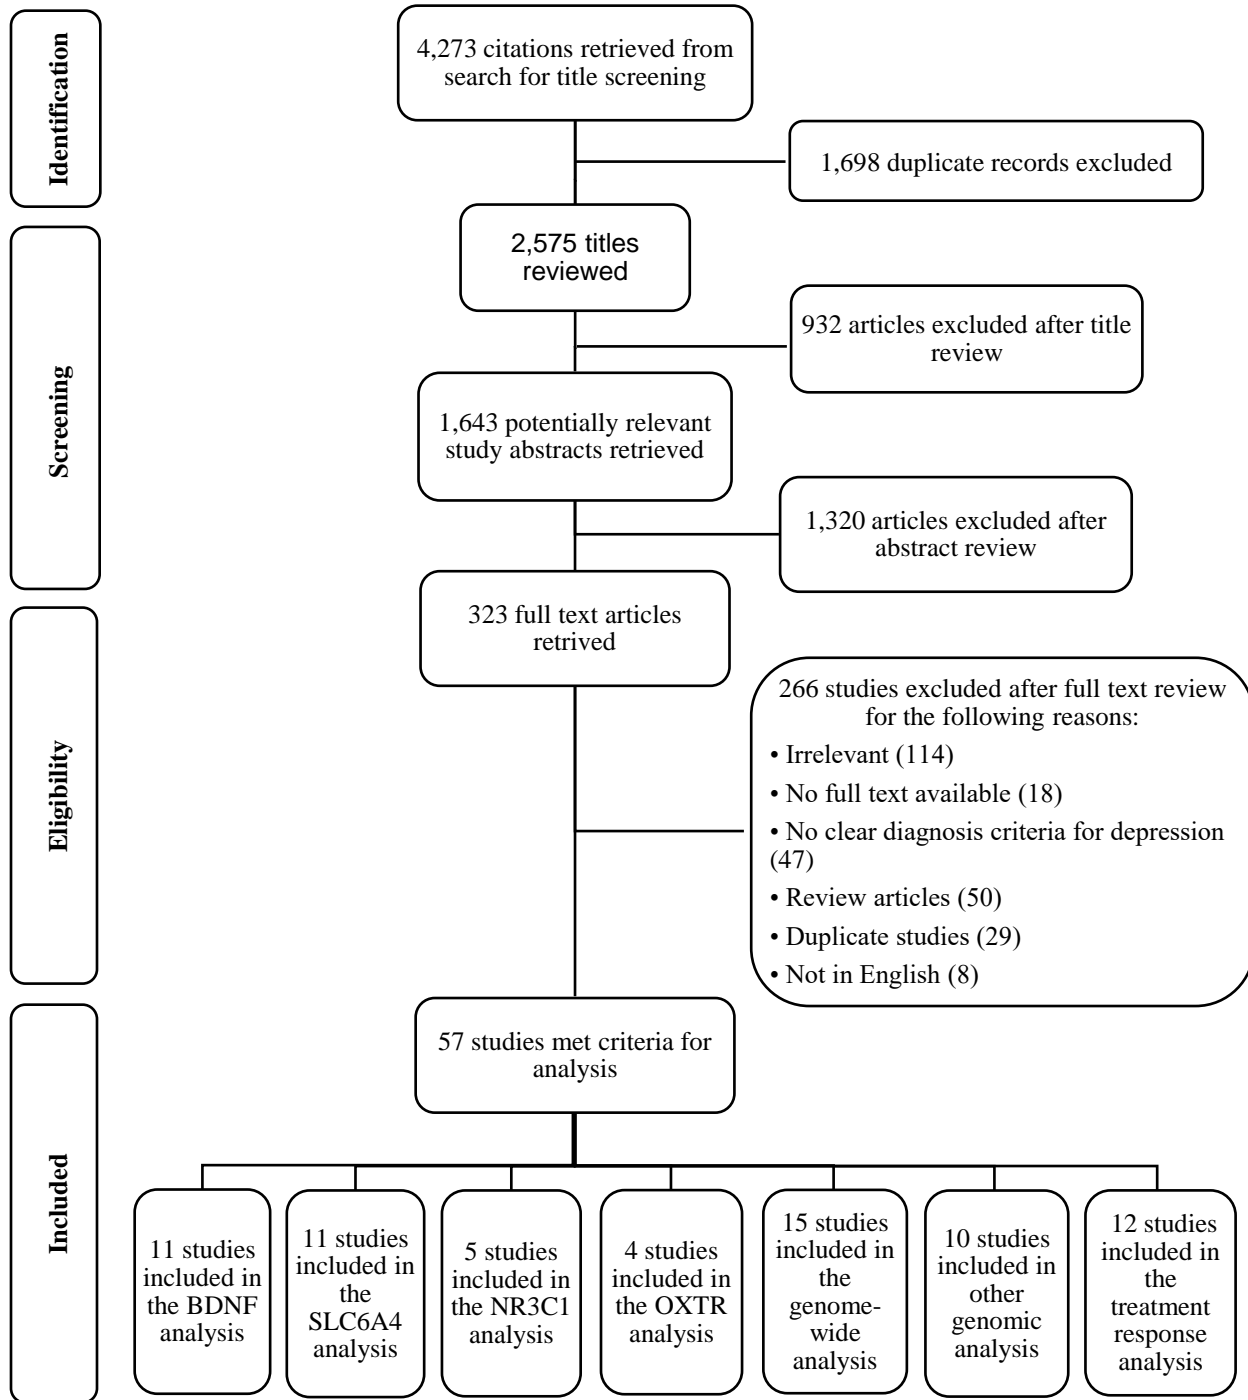 Identification
4,273 citations retrieved from
search for title screening
1,698 duplicate records excluded
Screening
2,575 titles
reviewed
932 articles excluded after title
review
1,643 potentially relevant
study abstracts retrieved
1,320 articles excluded after
abstract review
Eligibility
323 full text articles
retrived
266 studies excluded after full text review
for the following reasons:
• Irrelevant (114)
• No full text available (18)
• No clear diagnosis criteria for depression
(47)
• Review articles (50)
• Duplicate studies (29)
• Not in English (8)
Included
57 studies met criteria for
analysis
11 studies
included in
the BDNF
analysis
11 studies
included in
the
SLC6A4
analysis
5 studies
included in
the NR3C1
analysis
4 studies
included in
the OXTR
analysis
15 studies
included in
the
genome-
wide
analysis
10 studies
included in
other
genomic
analysis
12 studies
included in
the
treatment
response
analysis